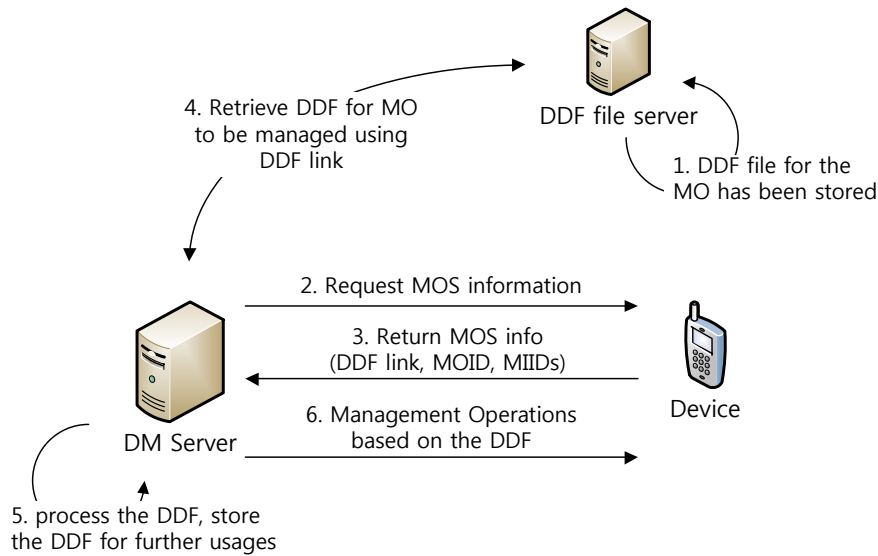 4. Retrieve DDF for MO
to be managed using
DDF link
DDF file server
1. DDF file for the
MO has been stored
2. Request MOS information
3. Return MOS info
(DDF link, MOID, MIIDs)
Device
6. Management Operations
based on the DDF
DM Server
5. process the DDF, store
the DDF for further usages